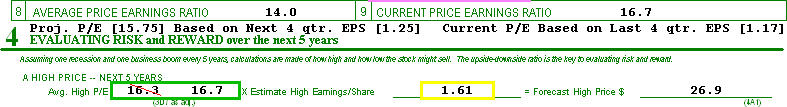 8 AVERAGE PRICE EARNINGS RATIO 14.0 9 CURRENT PRICE EARNINGS RATIO 16.7
Proj. P/E [15.75] Based on Next 4 qtr. EPS [1.25] Current P/E Based on Last 4 qtr. EPS [1.17]
4 EVALUATING RISK and REWARD over the next 5 years
Assuming one recession and one business boom every 5 years, calculations are made of how high and how low the stock might sell. The upside-downside ratio is the key to evaluating risk and reward.
A HIGH PRICE -- NEXT 5 YEARS
Avg. High P/E 16.3 16.7 X Estimate High Earnings/Share 1.61 = Forecast High Price $ 26.9
(3D7 as adj.) (4A1)